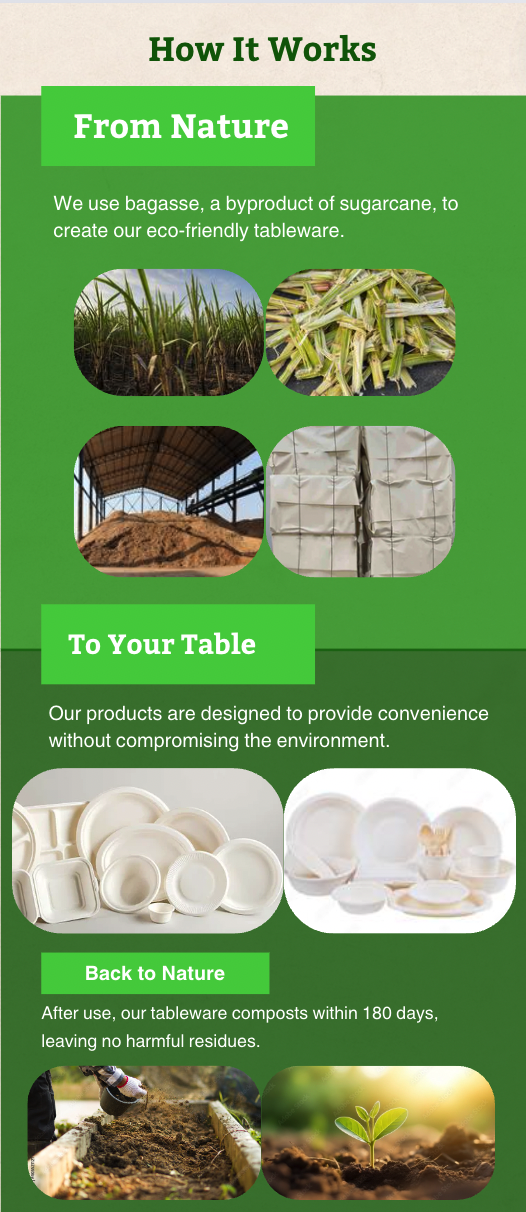 How It Works
From Nature
We use bagasse, a byproduct of sugarcane, to
create our eco-friendly tableware.
To Your Table
Our products are designed to provide convenience
without compromising the environment.
Back to Nature
After use, our tableware composts within 180 days,
leaving no harmful residues.